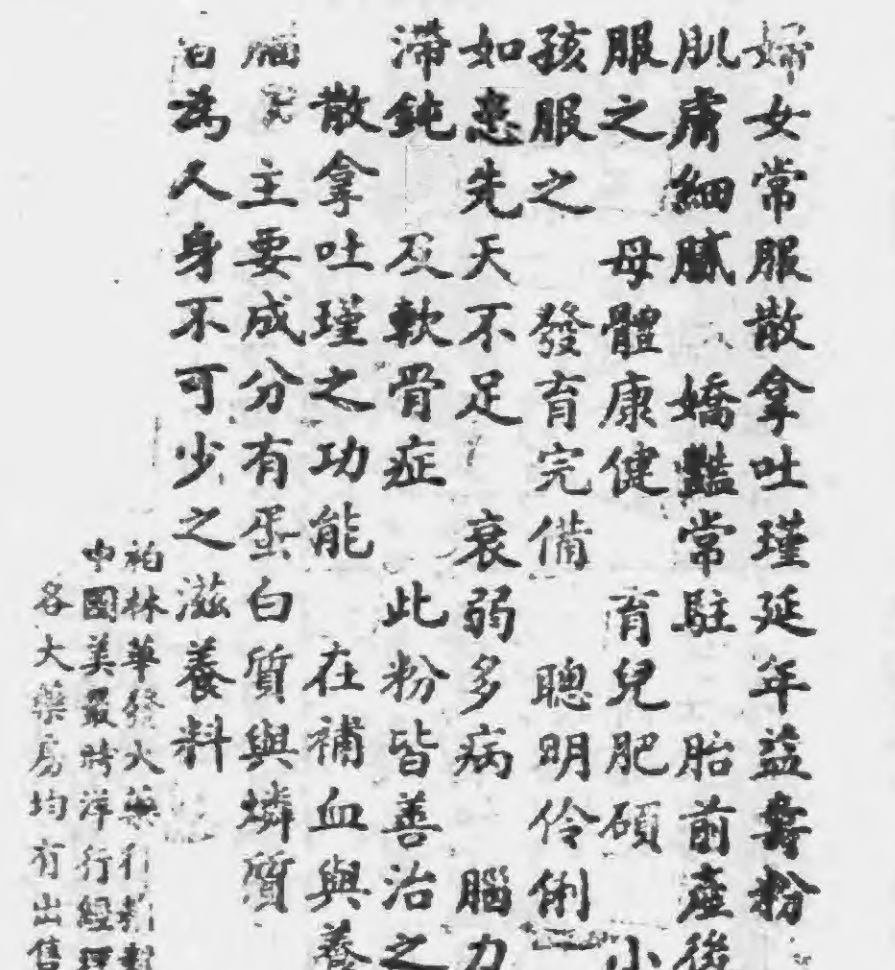 婦女常服散拿吐瑾延年益壽粉
肌膚細膩 嬌豔常駐 胎前產後
服之 母體康健 育兒肥碩 小
孩服之 發育完備 聰明伶俐
如患先天不足 衰弱多病 腦力
滯鈍 及軟骨症 此粉皆善治之
散拿吐瑾之功能 在補血與養
腦 主要成分有蛋白質與燐質
為人身不可少之滋養料
柏林華發大藥行
中國美最時洋行經理
各大藥房均有出售